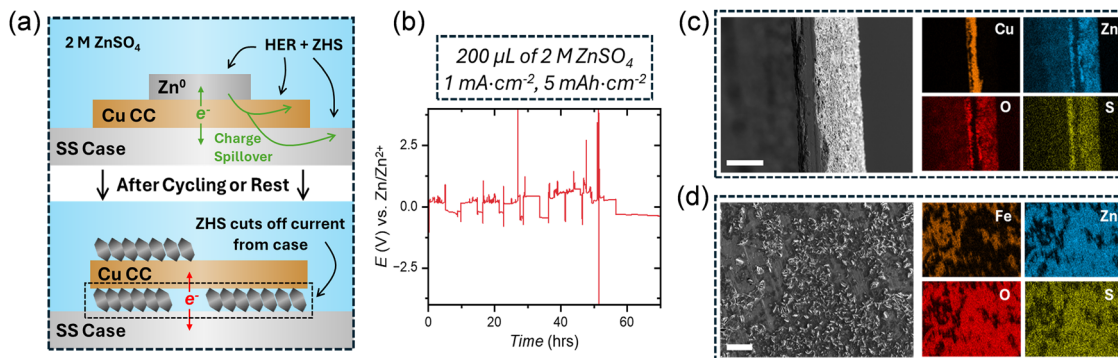 (a)
2 M ZnSO₄
HER + ZHS
Zn⁰
Cu CC
e⁻
Charge
Spillover
SS Case
After Cycling or Rest
ZHS cuts off current
from case
Cu CC
e⁻
SS Case
(b)
200 µL of 2 M ZnSO₄
1 mA·cm⁻², 5 mAh·cm⁻²
E (V) vs. Zn/Zn²⁺
2.5
0.0
−2.5
0 20 40 60
Time (hrs)
(c)
Cu
Zn
O
S
(d)
Fe
Zn
O
S